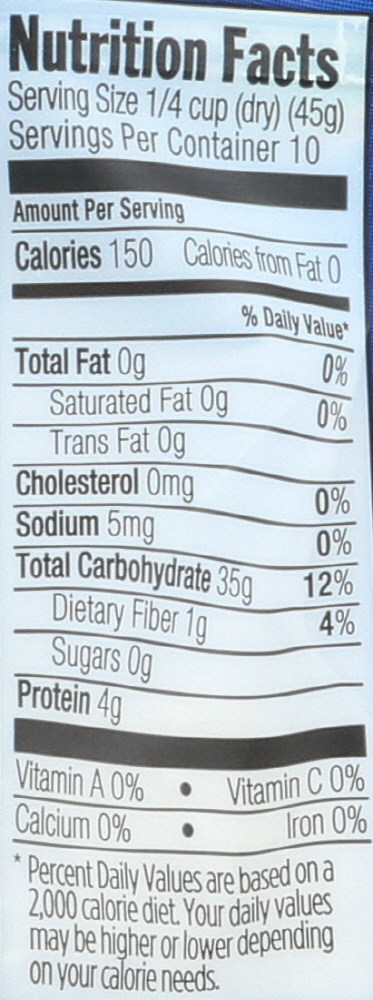 Nutrition Facts
Serving Size 1/4 cup (dry) (45g)
Servings Per Container 10
Amount Per Serving
Calories 150 Calories from Fat 0
% Daily Value*
Total Fat 0g 0%
Saturated Fat 0g 0%
Trans Fat 0g
Cholesterol 0mg 0%
Sodium 5mg 0%
Total Carbohydrate 35g 12%
Dietary Fiber 1g 4%
Sugars 0g
Protein 4g
Vitamin A 0% • Vitamin C 0%
Calcium 0% • Iron 0%
* Percent Daily Values are based on a
2,000 calorie diet. Your daily values
may be higher or lower depending
on your calorie needs.